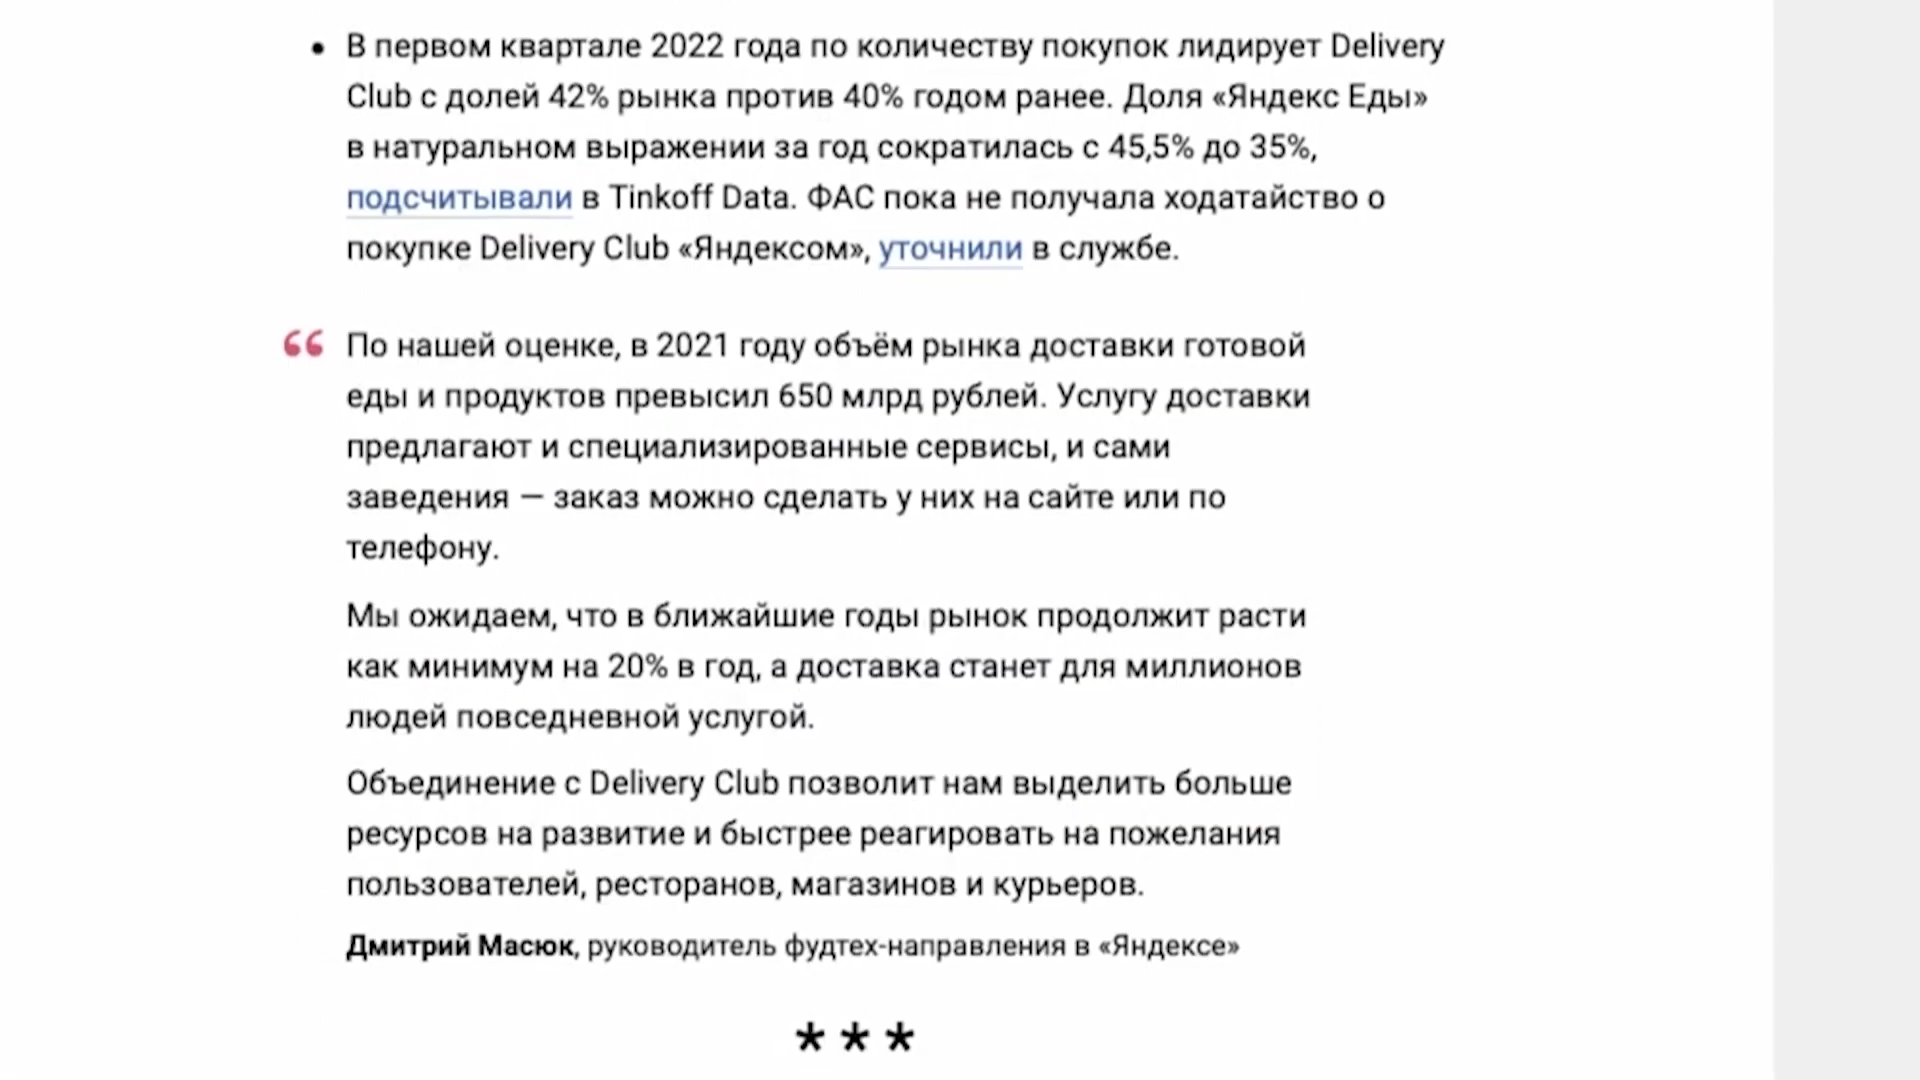 • В первом квартале 2022 года по количеству покупок лидирует Delivery
Club с долей 42% рынка против 40% годом ранее. Доля «Яндекс Еды»
в натуральном выражении за год сократилась с 45,5% до 35%,
подсчитывали в Tinkoff Data. ФАС пока не получала ходатайство о
покупке Delivery Club «Яндексом», уточнили в службе.
“ По нашей оценке, в 2021 году объём рынка доставки готовой
еды и продуктов превысил 650 млрд рублей. Услугу доставки
предлагают и специализированные сервисы, и сами
заведения — заказ можно сделать у них на сайте или по
телефону.
Мы ожидаем, что в ближайшие годы рынок продолжит расти
как минимум на 20% в год, а доставка станет для миллионов
людей повседневной услугой.
Объединение с Delivery Club позволит нам выделить больше
ресурсов на развитие и быстрее реагировать на пожелания
пользователей, ресторанов, магазинов и курьеров.
Дмитрий Масюк, руководитель фудтех-направления в «Яндексе»
* * *